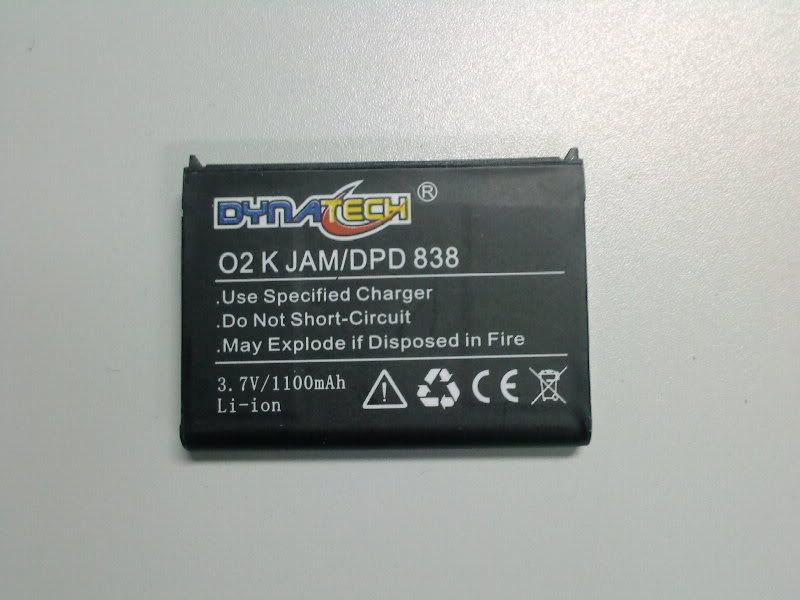 DYNATECH ®
O2 K JAM/DPD 838
.Use Specified Charger
.Do Not Short-Circuit
.May Explode if Disposed in Fire
3.7V/1100mAh
Li-ion
CE